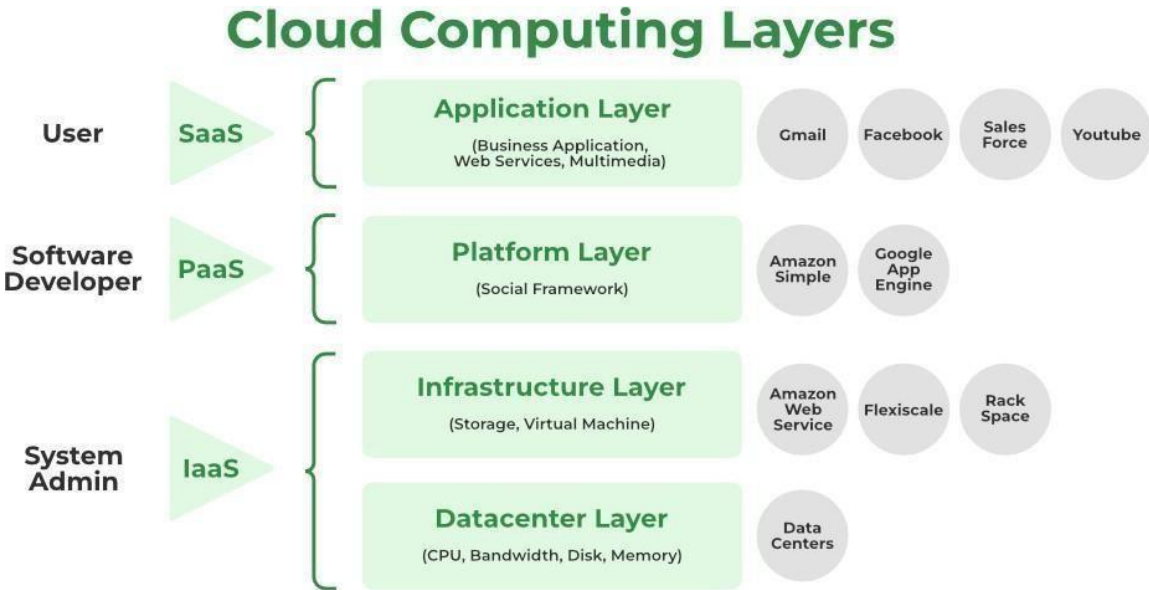 Cloud Computing Layers
User
SaaS
Application Layer
(Business Application,
Web Services, Multimedia)
Gmail
Facebook
Sales
Force
Youtube
Software
Developer
PaaS
Platform Layer
(Social Framework)
Amazon
Simple
Google
App
Engine
System
Admin
IaaS
Infrastructure Layer
(Storage, Virtual Machine)
Amazon
Web
Service
Flexiscale
Rack
Space
Datacenter Layer
(CPU, Bandwidth, Disk, Memory)
Data
Centers